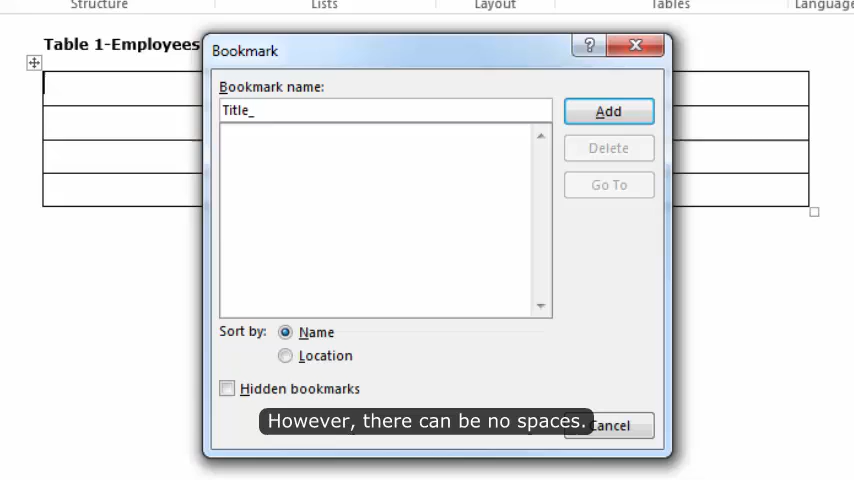 Structure Lists Layout Tables Language
Table 1-Employees
Bookmark
?
Bookmark name:
Title_
Add
Delete
Go To
Sort by: Name
Location
Hidden bookmarks
However, there can be no spaces.
Cancel